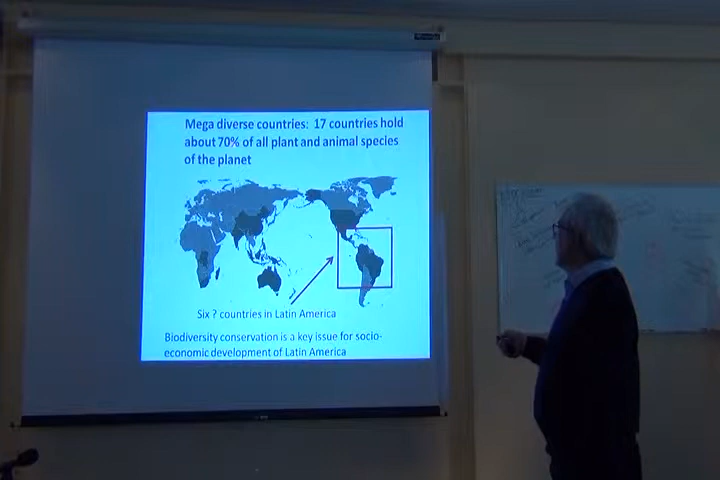 Mega diverse countries: 17 countries hold
about 70% of all plant and animal species
of the planet
Six ? countries in Latin America
Biodiversity conservation is a key issue for socio-
economic development of Latin America